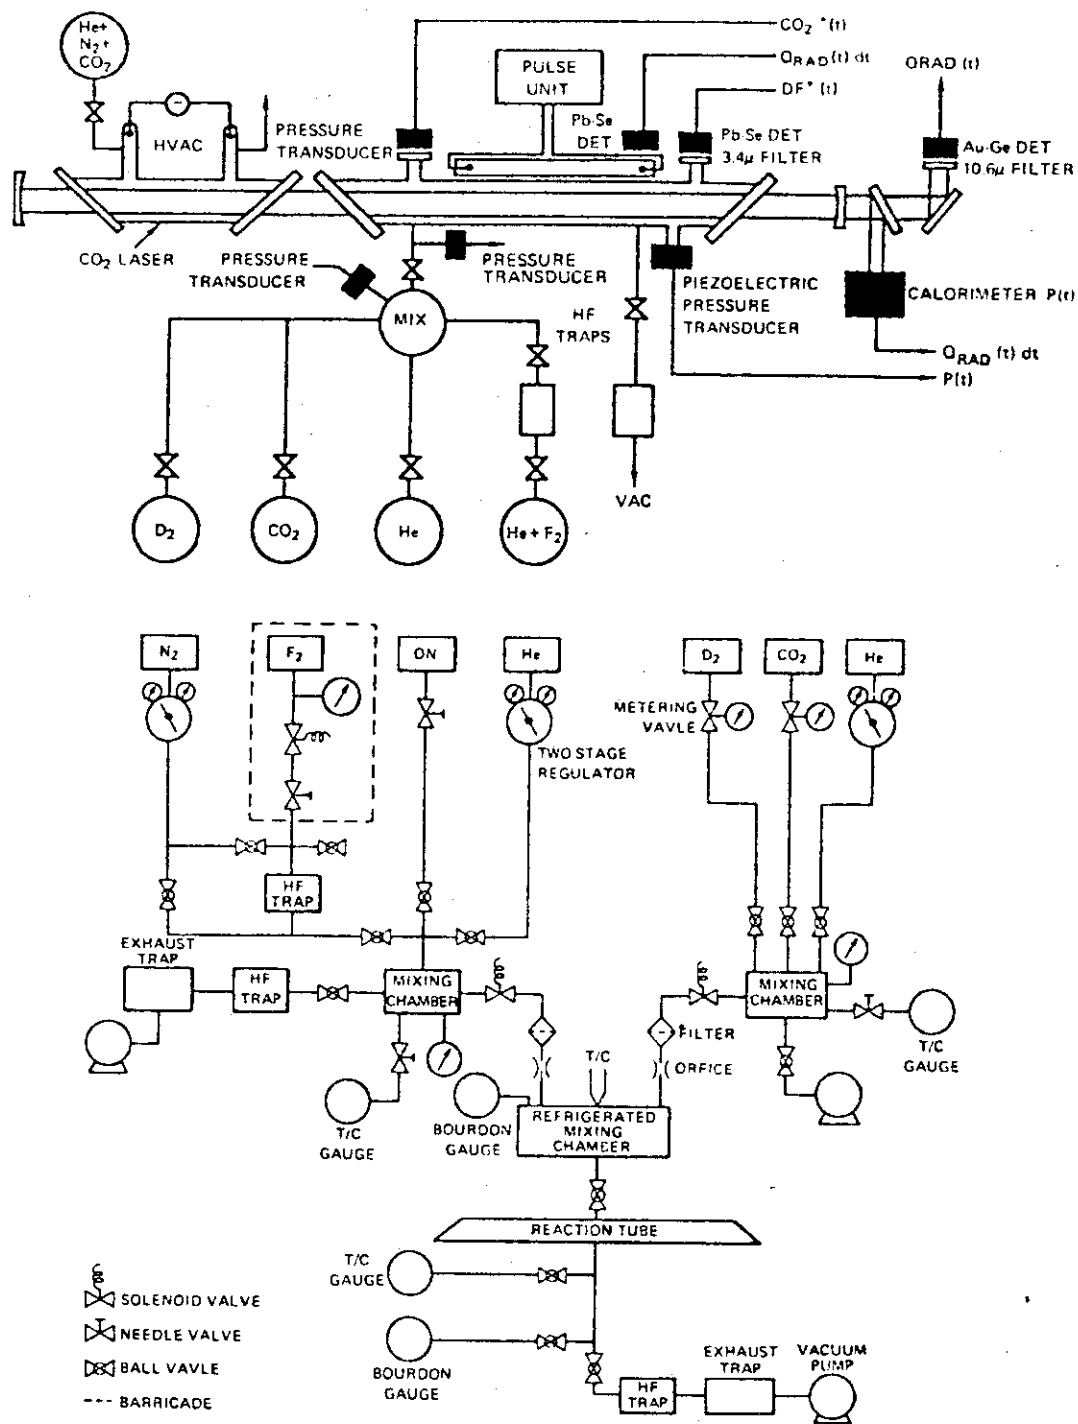 He+
N2+
CO2
HVAC
PRESSURE
TRANSDUCER
PULSE
UNIT
Pb-Se
DET
CO2*(t)
QRAD(t) dt
DF*(t)
Pb-Se DET
3.4µ FILTER
QRAD (t)
Au-Ge DET
10.6µ FILTER
CO2 LASER
PRESSURE
TRANSDUCER
PRESSURE
TRANSDUCER
MIX
HF
TRAPS
PIEZOELECTRIC
PRESSURE
TRANSDUCER
CALORIMETER P(t)
QRAD (t) dt
P(t)
VAC
D2
CO2
He
He + F2
N2
F2
ON
He
D2
CO2
He
METERING
VAVLE
TWO STAGE
REGULATOR
HF
TRAP
EXHAUST
TRAP
HF
TRAP
MIXING
CHAMBER
MIXING
CHAMBER
FILTER
T/C
ORFICE
T/C
GAUGE
T/C
GAUGE
BOURDON
GAUGE
REFRIGERATED
MIXING
CHAMBER
REACTION TUBE
T/C
GAUGE
BOURDON
GAUGE
SOLENOID VALVE
NEEDLE VALVE
BALL VAVLE
--- BARRICADE
HF
TRAP
EXHAUST
TRAP
VACUUM
PUMP